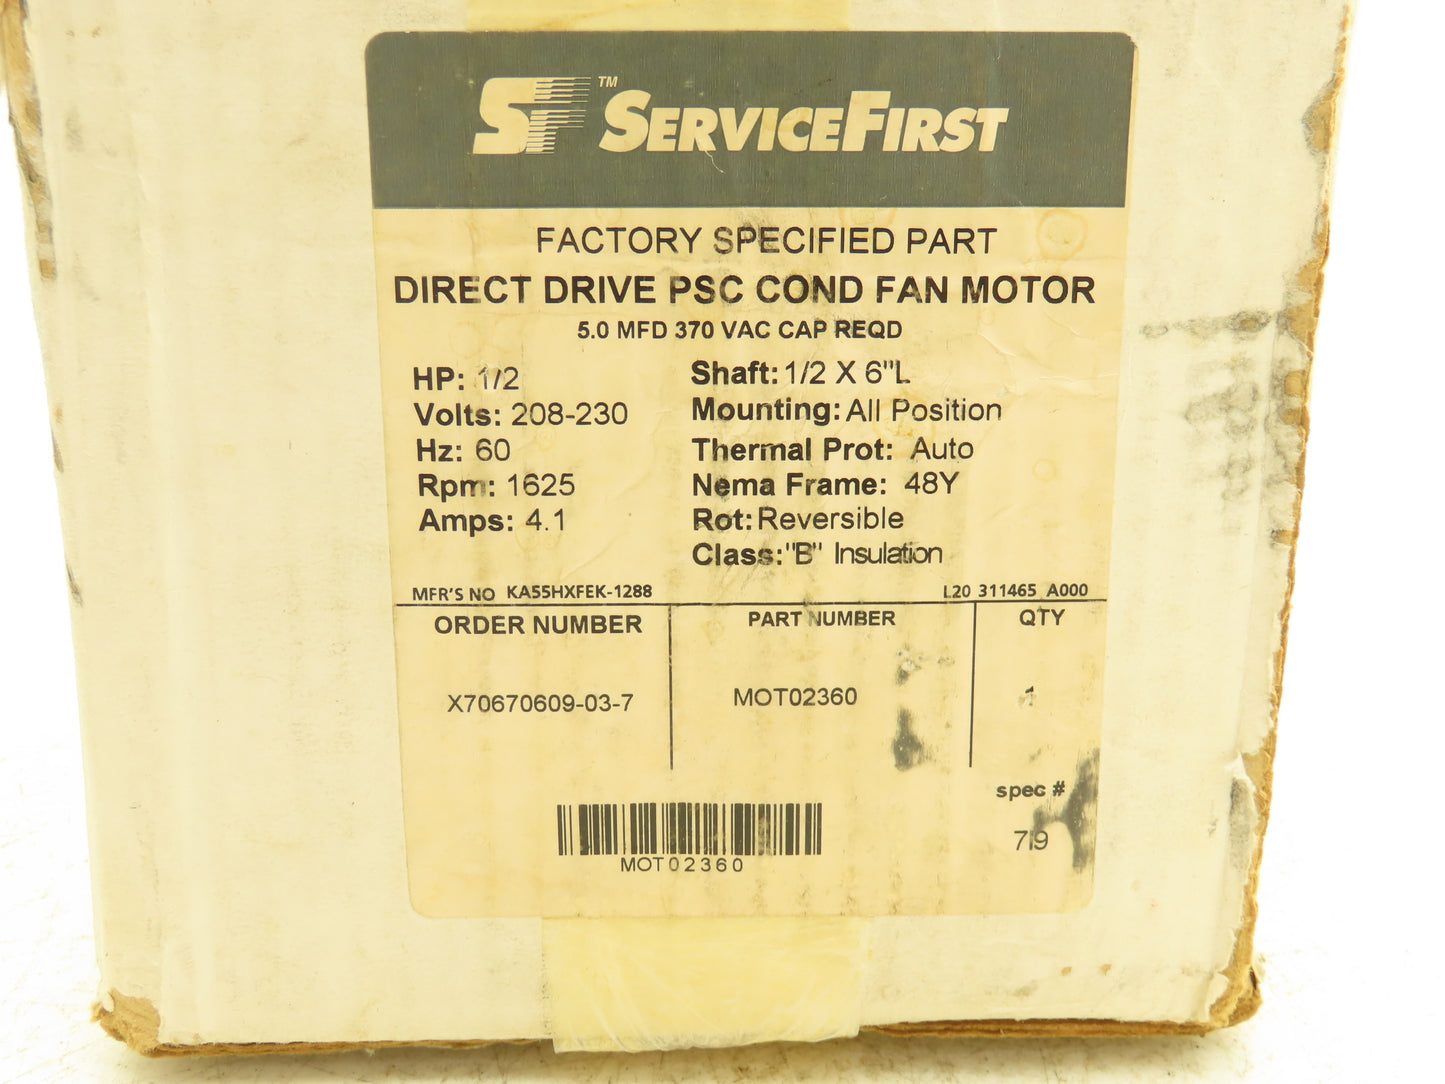 SF™ SERVICEFIRST
FACTORY SPECIFIED PART
DIRECT DRIVE PSC COND FAN MOTOR
5.0 MFD 370 VAC CAP REQD
HP: 1/2
Volts: 208-230
Hz: 60
Rpm: 1625
Amps: 4.1
Shaft: 1/2 X 6"L
Mounting: All Position
Thermal Prot: Auto
Nema Frame: 48Y
Rot: Reversible
Class: "B" Insulation
MFR'S NO KA55HXFEK-1288
L20 311465 A000
ORDER NUMBER
X70670609-03-7
PART NUMBER
MOT02360
QTY
1
spec #
MOT02360